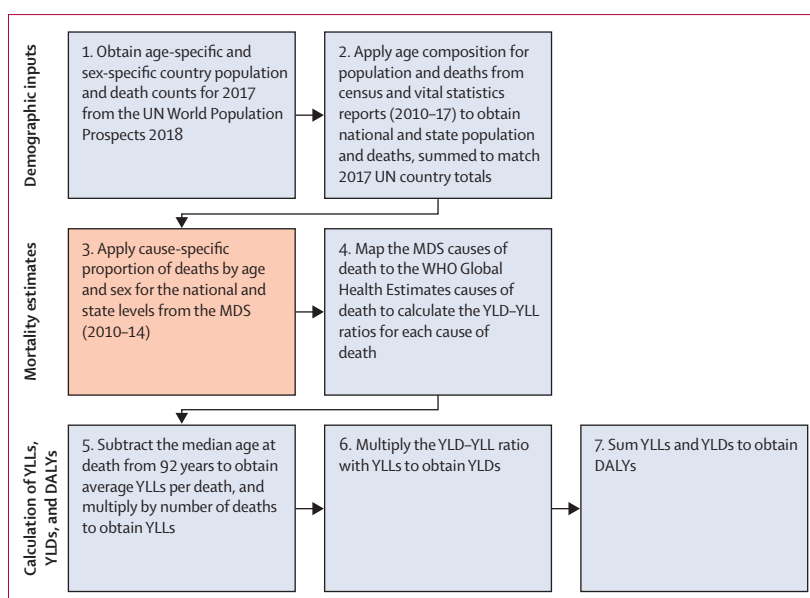 Demographic inputs
1. Obtain age-specific and
sex-specific country population
and death counts for 2017
from the UN World Population
Prospects 2018
2. Apply age composition for
population and deaths from
census and vital statistics
reports (2010–17) to obtain
national and state population
and deaths, summed to match
2017 UN country totals
Mortality estimates
3. Apply cause-specific
proportion of deaths by age
and sex for the national and
state levels from the MDS
(2010–14)
4. Map the MDS causes of
death to the WHO Global
Health Estimates causes of
death to calculate the YLD–YLL
ratios for each cause of
death
Calculation of YLLs,
YLDs, and DALYs
5. Subtract the median age at
death from 92 years to obtain
average YLLs per death, and
multiply by number of deaths
to obtain YLLs
6. Multiply the YLD–YLL ratio
with YLLs to obtain YLDs
7. Sum YLLs and YLDs to obtain
DALYs